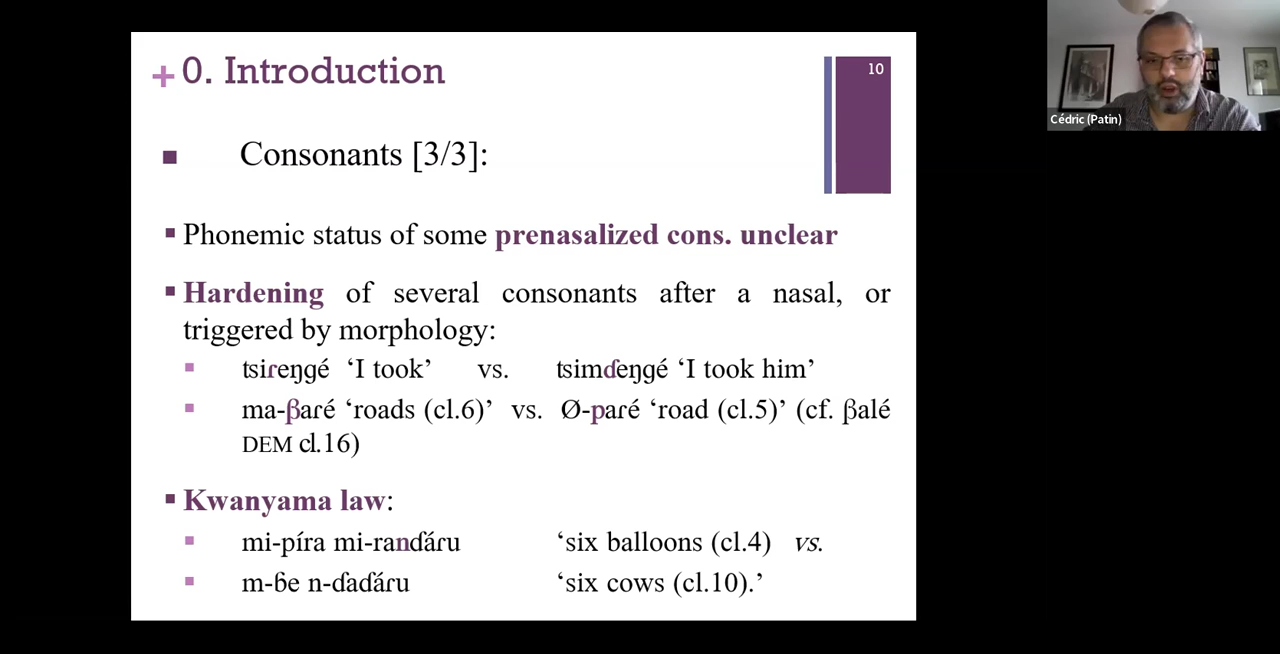 + 0. Introduction
10
Cédric (Patin)
■ Consonants [3/3]:
▪ Phonemic status of some prenasalized cons. unclear
▪ Hardening of several consonants after a nasal, or
triggered by morphology:
▪ tsiɾeŋgé ‘I took’ vs. tsimɗeŋgé ‘I took him’
▪ ma-βaɾé ‘roads (cl.6)’ vs. Ø-paɾé ‘road (cl.5)’ (cf. βalé
DEM cl.16)
▪ Kwanyama law:
▪ mi-píra mi-randáɾu ‘six balloons (cl.4) vs.
▪ m-ɓe n-ɗaɗáɾu ‘six cows (cl.10).’